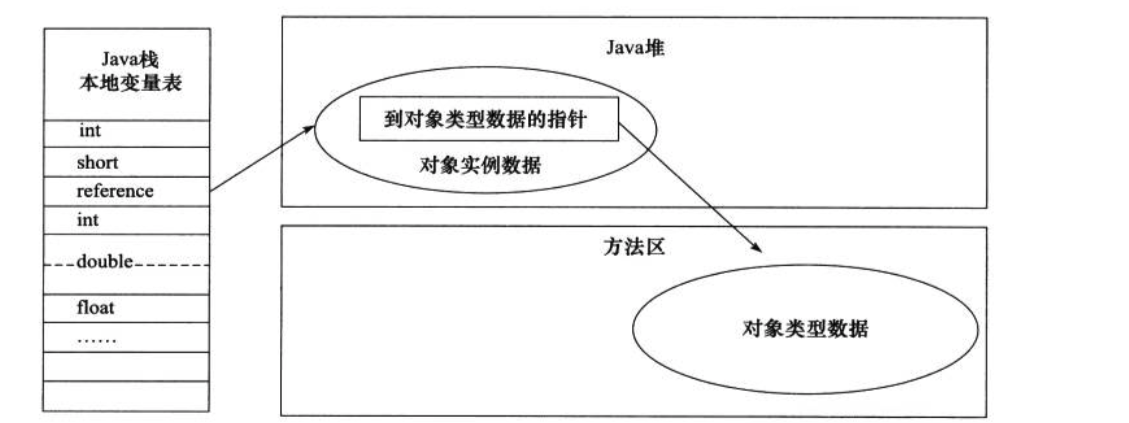 Java栈
本地变量表
int
short
reference
int
double
float
……
Java堆
到对象类型数据的指针
对象实例数据
方法区
对象类型数据